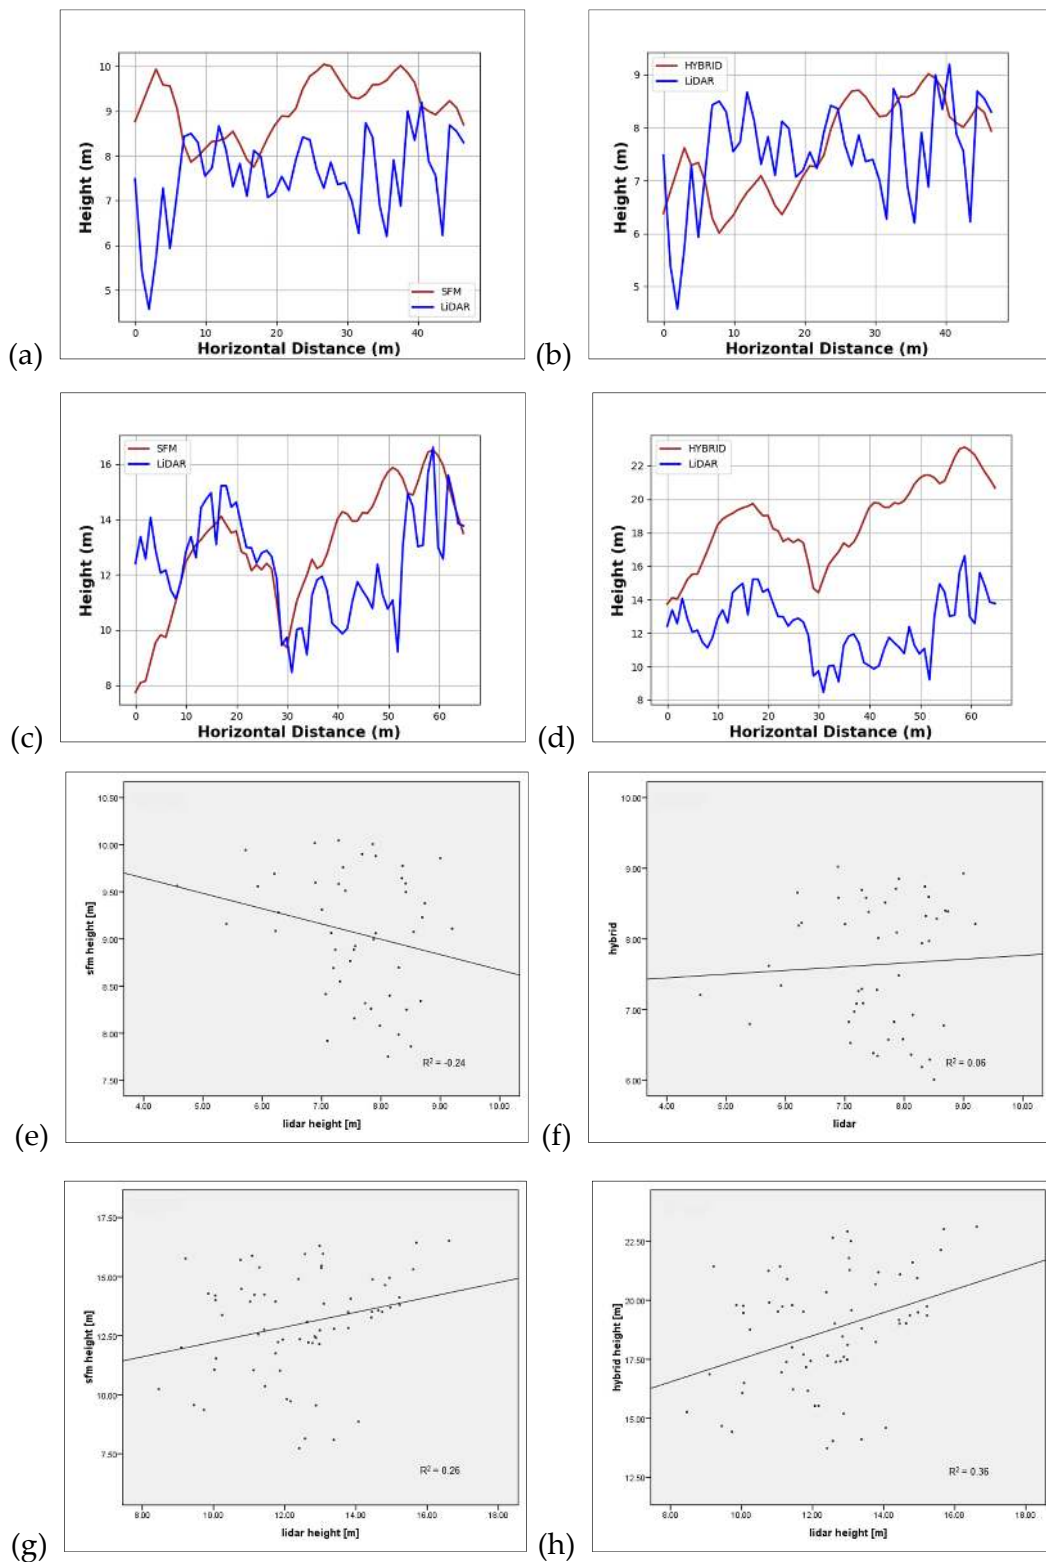 10
9
8
7
6
5
0 10 20 30 40
Height (m)
Horizontal Distance (m)
SFM
LiDAR
(a)
9
8
7
6
5
0 10 20 30 40
Height (m)
Horizontal Distance (m)
HYBRID
LiDAR
(b)
16
14
12
10
8
0 10 20 30 40 50 60
Height (m)
Horizontal Distance (m)
SFM
LiDAR
(c)
22
20
18
16
14
12
10
8
0 10 20 30 40 50 60
Height (m)
Horizontal Distance (m)
HYBRID
LiDAR
(d)
10.50
10.00
9.50
9.00
8.50
8.00
7.50
4.00 5.00 6.00 7.00 8.00 9.00 10.00
sfm height [m]
lidar height [m]
R² = -0.24
(e)
10.00
9.00
8.00
7.00
6.00
4.00 5.00 6.00 7.00 8.00 9.00 10.00
hybrid
lidar
R² = 0.06
(f)
17.50
15.00
12.50
10.00
7.50
8.00 10.00 12.00 14.00 16.00 18.00
sfm height [m]
lidar height [m]
R² = 0.26
(g)
22.50
20.00
17.50
15.00
12.50
8.00 10.00 12.00 14.00 16.00 18.00
hybrid height [m]
lidar height [m]
R² = 0.36
(h)